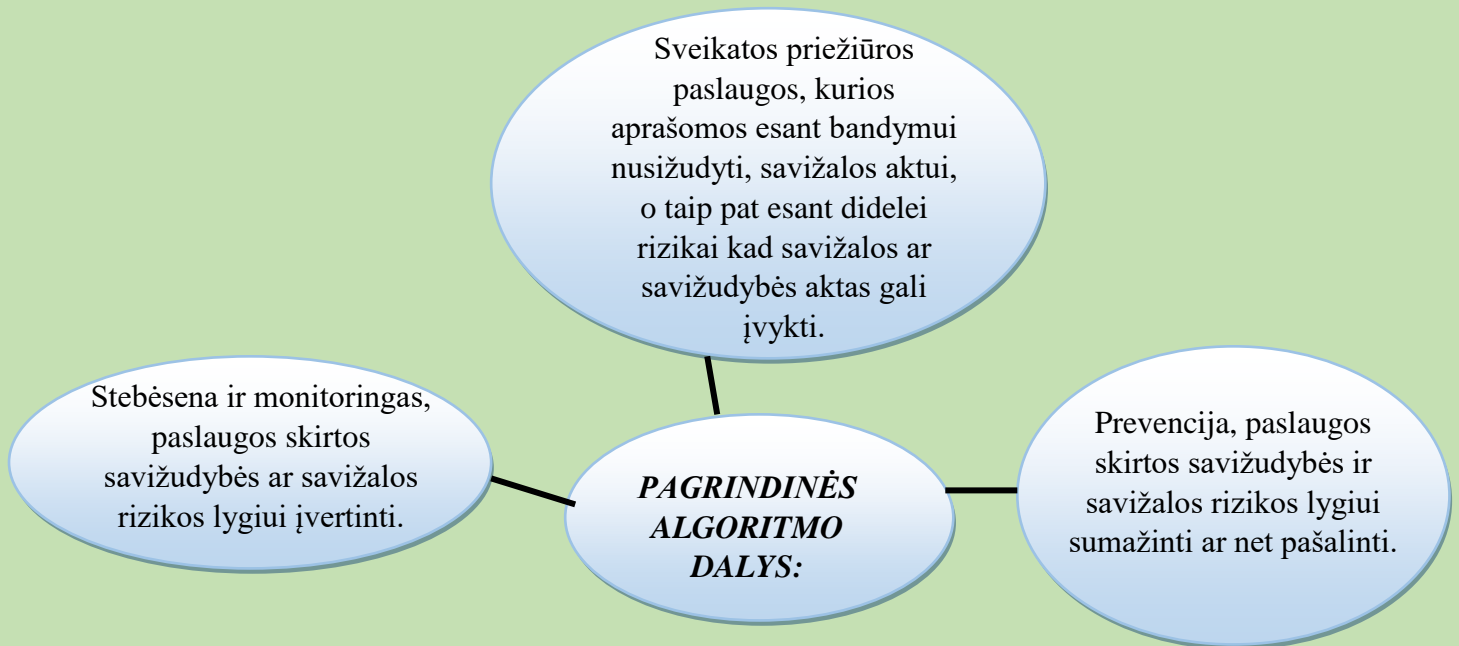 Sveikatos priežiūros
paslaugos, kurios
aprašomos esant bandymui
nusižudyti, savižalos aktui,
o taip pat esant didelei
rizikai kad savižalos ar
savižudybės aktas gali
įvykti.
Stebėsena ir monitoringas,
paslaugos skirtos
savižudybės ar savižalos
rizikos lygiui įvertinti.
PAGRINDINĖS
ALGORITMO
DALYS:
Prevencija, paslaugos
skirtos savižudybės ir
savižalos rizikos lygiui
sumažinti ar net pašalinti.